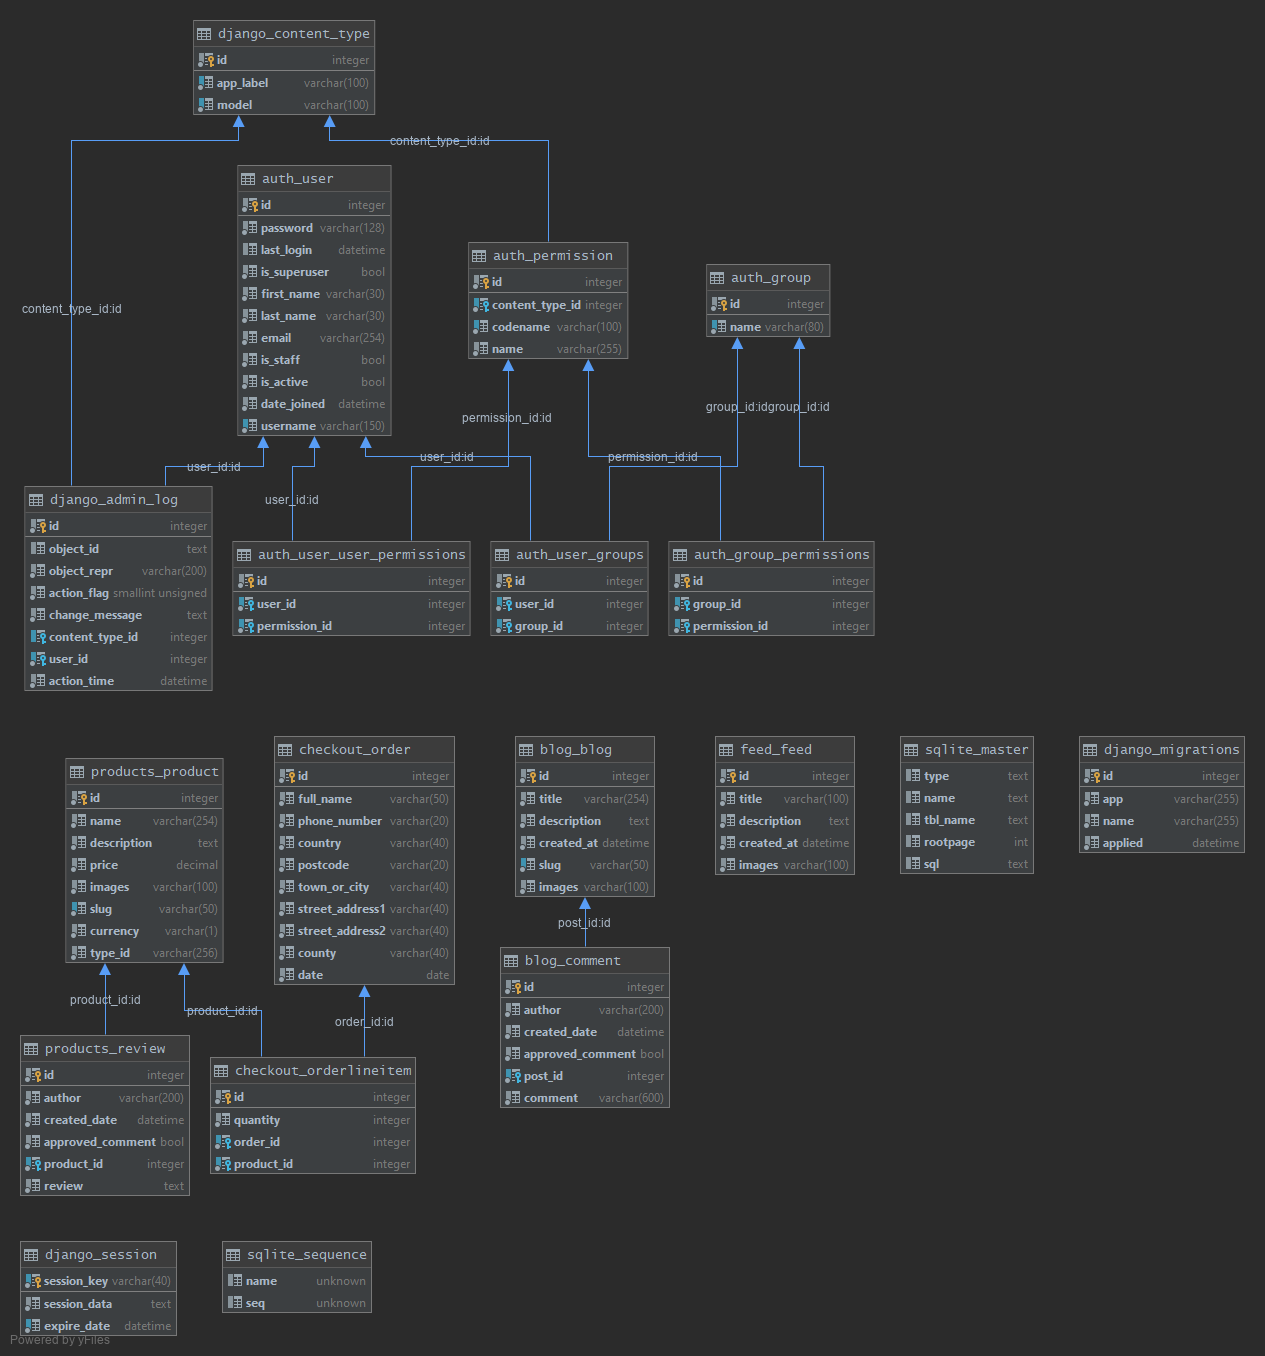 django_content_type
id integer
app_label varchar(100)
model varchar(100)
content_type_id:id
content_type_id:id
auth_user
id integer
password varchar(128)
last_login datetime
is_superuser bool
first_name varchar(30)
last_name varchar(30)
email varchar(254)
is_staff bool
is_active bool
date_joined datetime
username varchar(150)
auth_permission
id integer
content_type_id integer
codename varchar(100)
name varchar(255)
auth_group
id integer
name varchar(80)
permission_id:id
group_id:id
group_id:id
user_id:id
user_id:id
user_id:id
permission_id:id
django_admin_log
id integer
object_id text
object_repr varchar(200)
action_flag smallint unsigned
change_message text
content_type_id integer
user_id integer
action_time datetime
auth_user_user_permissions
id integer
user_id integer
permission_id integer
auth_user_groups
id integer
user_id integer
group_id integer
auth_group_permissions
id integer
group_id integer
permission_id integer
products_product
id integer
name varchar(254)
description text
price decimal
images varchar(100)
slug varchar(50)
currency varchar(1)
type_id varchar(256)
checkout_order
id integer
full_name varchar(50)
phone_number varchar(20)
country varchar(40)
postcode varchar(20)
town_or_city varchar(40)
street_address1 varchar(40)
street_address2 varchar(40)
county varchar(40)
date date
blog_blog
id integer
title varchar(254)
description text
created_at datetime
slug varchar(50)
images varchar(100)
feed_feed
id integer
title varchar(100)
description text
created_at datetime
images varchar(100)
sqlite_master
type text
name text
tbl_name text
rootpage int
sql text
django_migrations
id integer
app varchar(255)
name varchar(255)
applied datetime
product_id:id
product_id:id
order_id:id
post_id:id
products_review
id integer
author varchar(200)
created_date datetime
approved_comment bool
product_id integer
review text
checkout_orderlineitem
id integer
quantity integer
order_id integer
product_id integer
blog_comment
id integer
author varchar(200)
created_date datetime
approved_comment bool
post_id integer
comment varchar(600)
django_session
session_key varchar(40)
session_data text
expire_date datetime
sqlite_sequence
name unknown
seq unknown
Powered by yFiles